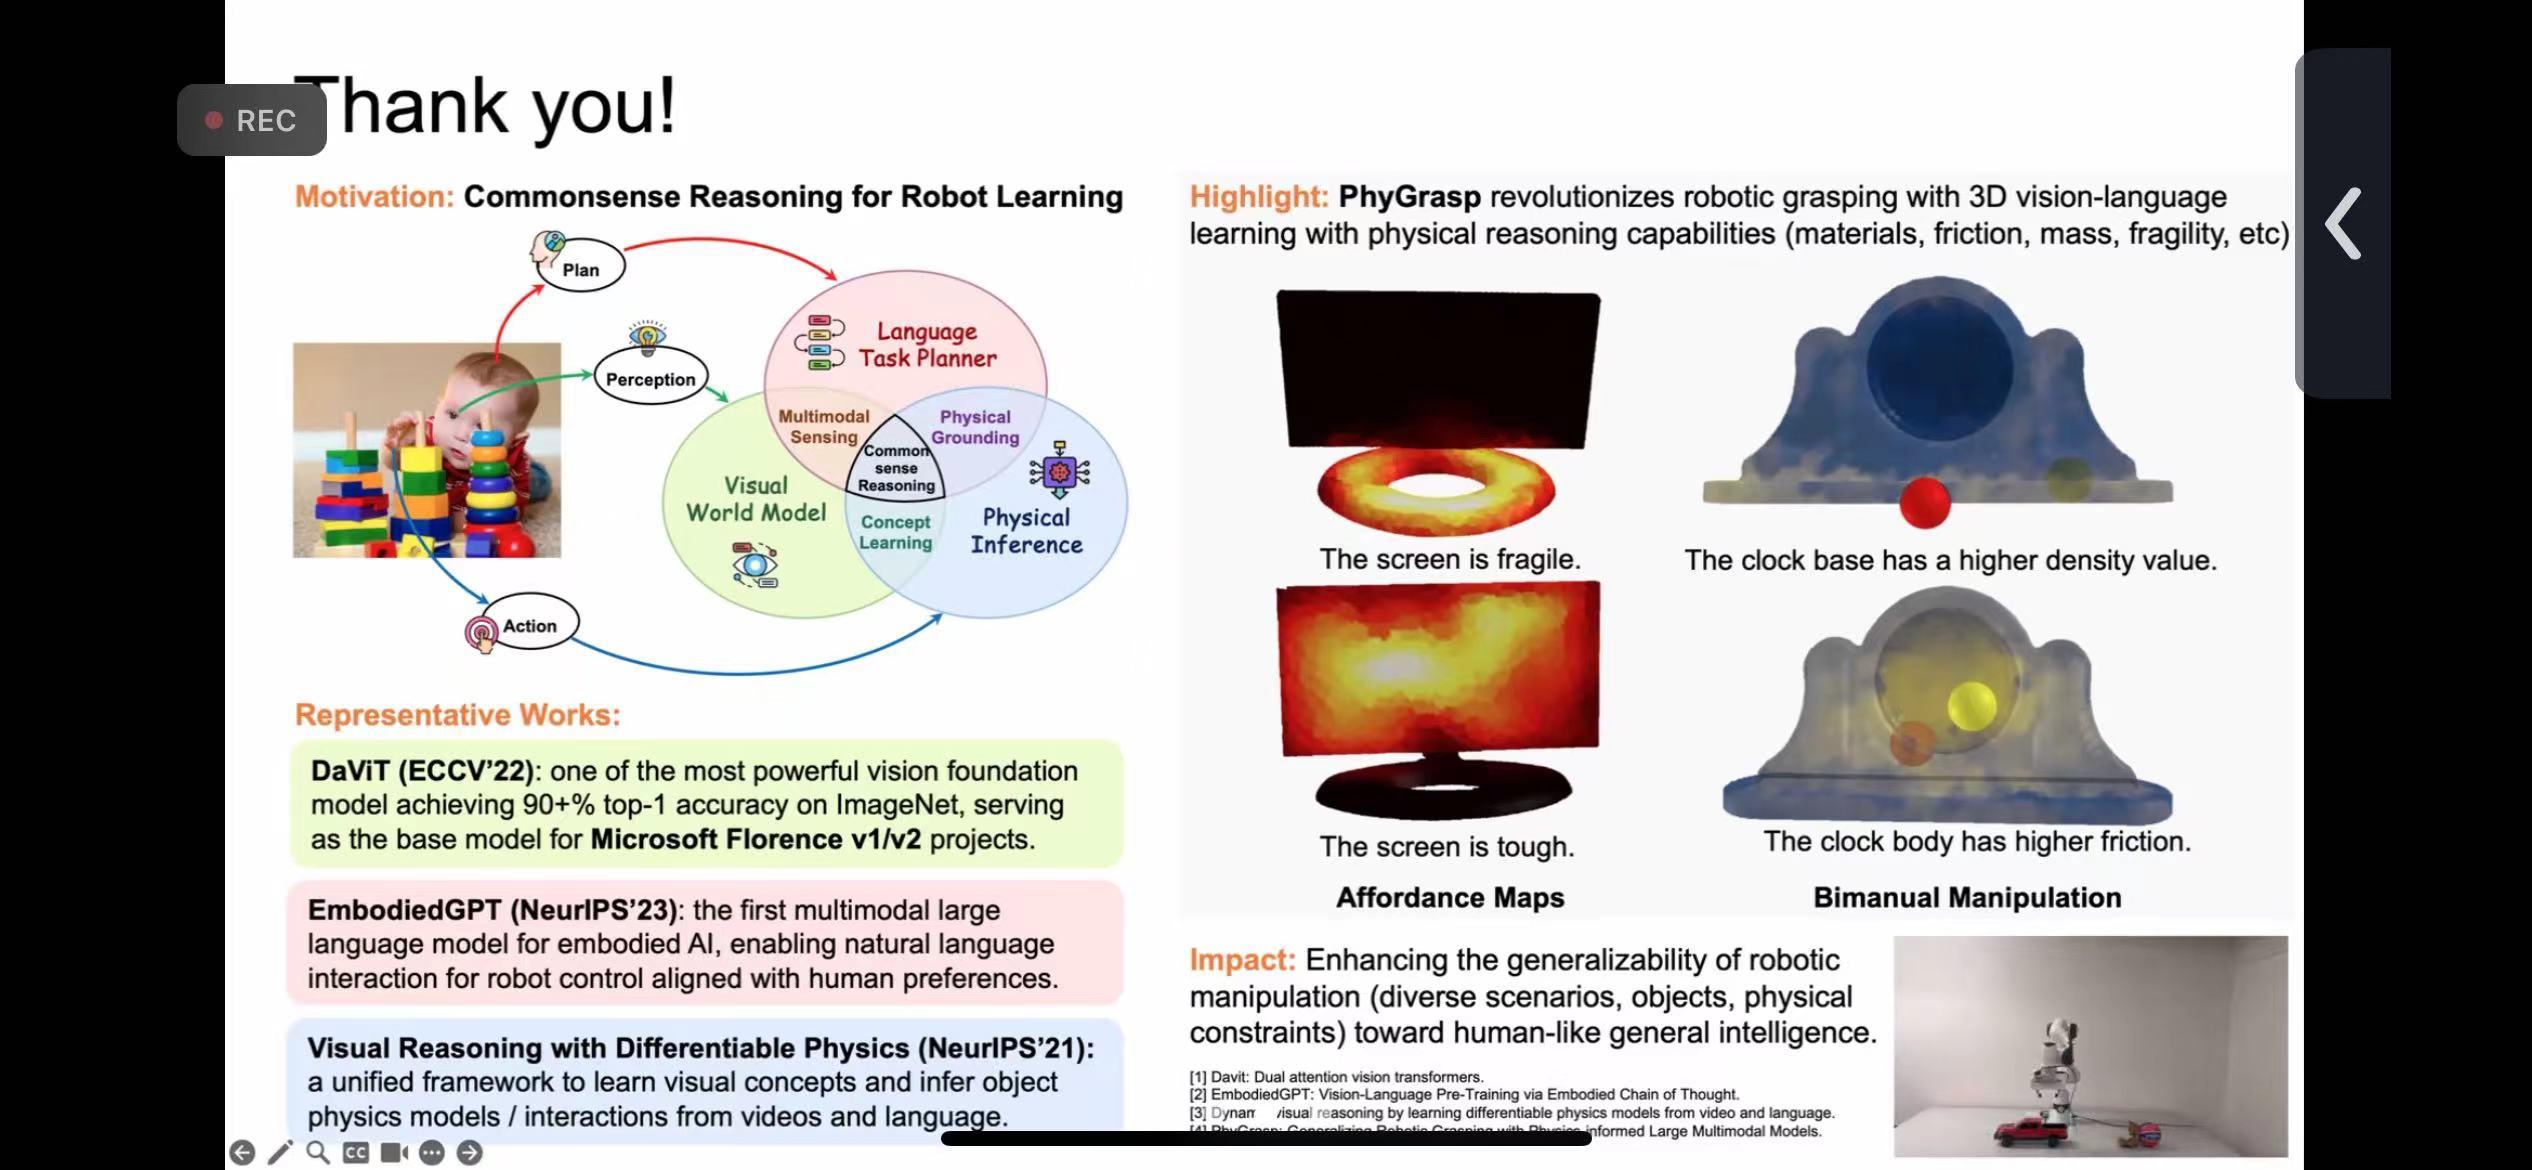 Thank you!
REC
Motivation: Commonsense Reasoning for Robot Learning
Plan
Perception
Action
Language
Task Planner
Multimodal
Sensing
Physical
Grounding
Common
sense
Reasoning
Visual
World Model
Concept
Learning
Physical
Inference
Representative Works:
DaViT (ECCV'22): one of the most powerful vision foundation
model achieving 90+% top-1 accuracy on ImageNet, serving
as the base model for Microsoft Florence v1/v2 projects.
EmbodiedGPT (NeurIPS'23): the first multimodal large
language model for embodied AI, enabling natural language
interaction for robot control aligned with human preferences.
Visual Reasoning with Differentiable Physics (NeurIPS'21):
a unified framework to learn visual concepts and infer object
physics models / interactions from videos and language.
Highlight: PhyGrasp revolutionizes robotic grasping with 3D vision-language
learning with physical reasoning capabilities (materials, friction, mass, fragility, etc)
The screen is fragile.
The clock base has a higher density value.
The screen is tough.
The clock body has higher friction.
Affordance Maps
Bimanual Manipulation
Impact: Enhancing the generalizability of robotic
manipulation (diverse scenarios, objects, physical
constraints) toward human-like general intelligence.
[1] Davit: Dual attention vision transformers.
[2] EmbodiedGPT: Vision-Language Pre-Training via Embodied Chain of Thought.
[3] visual reasoning by learning differentiable physics models from video and language.
[4] PhyGrasp: Generalizing Robotic Grasping with Physics-informed Large Multimodal Models.
CC